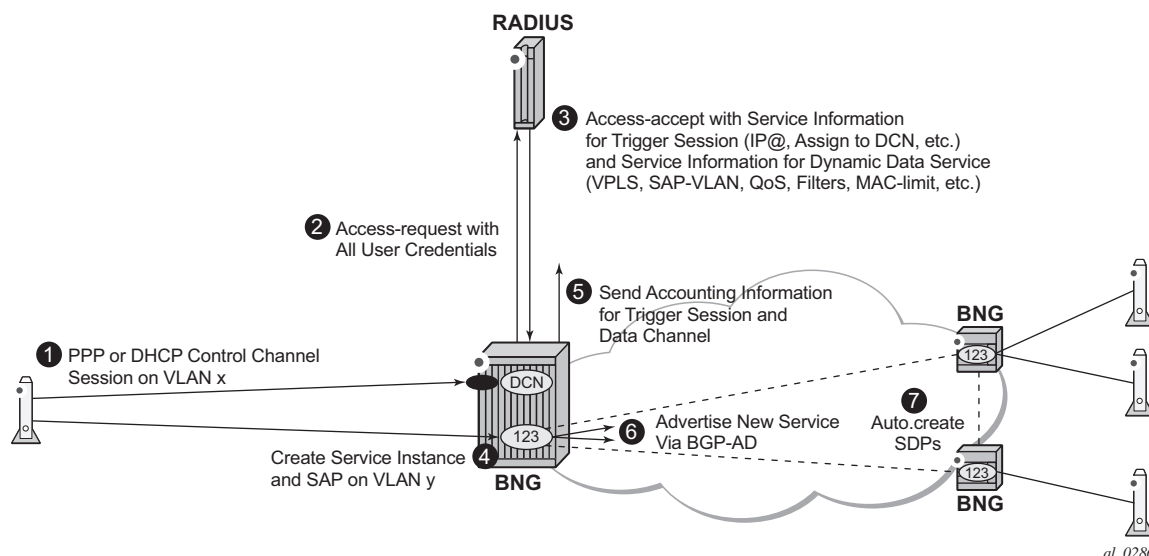 RADIUS
3 Access-accept with Service Information
for Trigger Session (IP@, Assign to DCN, etc.)
and Service Information for Dynamic Data Service
(VPLS, SAP-VLAN, QoS, Filters, MAC-limit, etc.)
2 Access-request with
All User Credentials
5 Send Accounting Information
for Trigger Session and
Data Channel
1 PPP or DHCP Control Channel
Session on VLAN x
DCN
123
6 Advertise New Service
Via BGP-AD
Create Service Instance 4
and SAP on VLAN y
BNG
BNG
123
7
Auto.create
SDPs
123
BNG